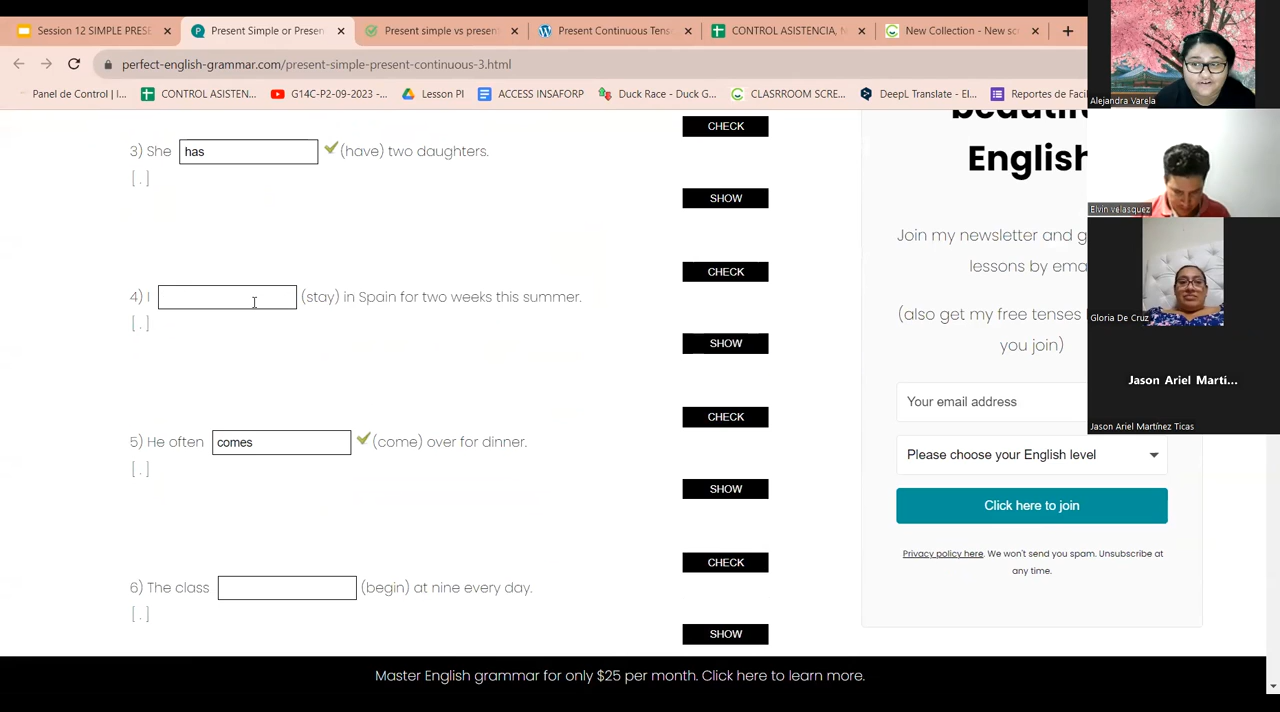 Session 12 SIMPLE PRESE
Present Simple or Presen
Present simple vs present
Present Continuous Tens
CONTROL ASISTENCIA, N
New Collection - New scr
perfect-english-grammar.com/present-simple-present-continuous-3.html
Panel de Control | I...
CONTROL ASISTEN...
G14C-P2-09-2023 -...
Lesson Pl
ACCESS INSAFORP
Duck Race - Duck G...
CLASRROOM SCRE...
DeepL Translate - El...
Reportes de Facil
Alejandra Varela
Elvin velasquez
Gloria De Cruz
Jason Ariel Martí...
Jason Ariel Martínez Ticas
CHECK
3) She has (have) two daughters.
[ . ]
SHOW
CHECK
4) I (stay) in Spain for two weeks this summer.
[ . ]
SHOW
CHECK
5) He often comes (come) over for dinner.
[ . ]
SHOW
CHECK
6) The class (begin) at nine every day.
[ . ]
SHOW
English
Join my newsletter and g
lessons by ema
(also get my free tenses
you join)
Your email address
Please choose your English level
Click here to join
Privacy policy here. We won't send you spam. Unsubscribe at
any time.
Master English grammar for only $25 per month. Click here to learn more.